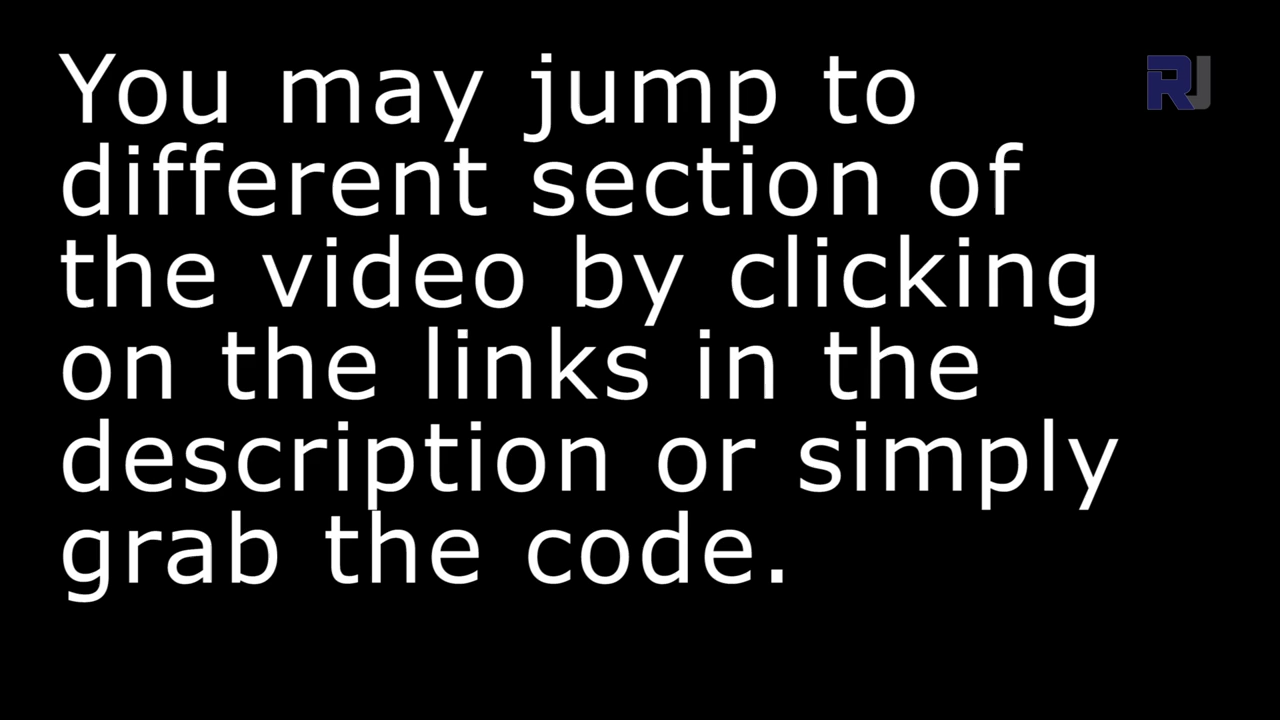 You may jump to
RJ
different section of
the video by clicking
on the links in the
description or simply
grab the code.